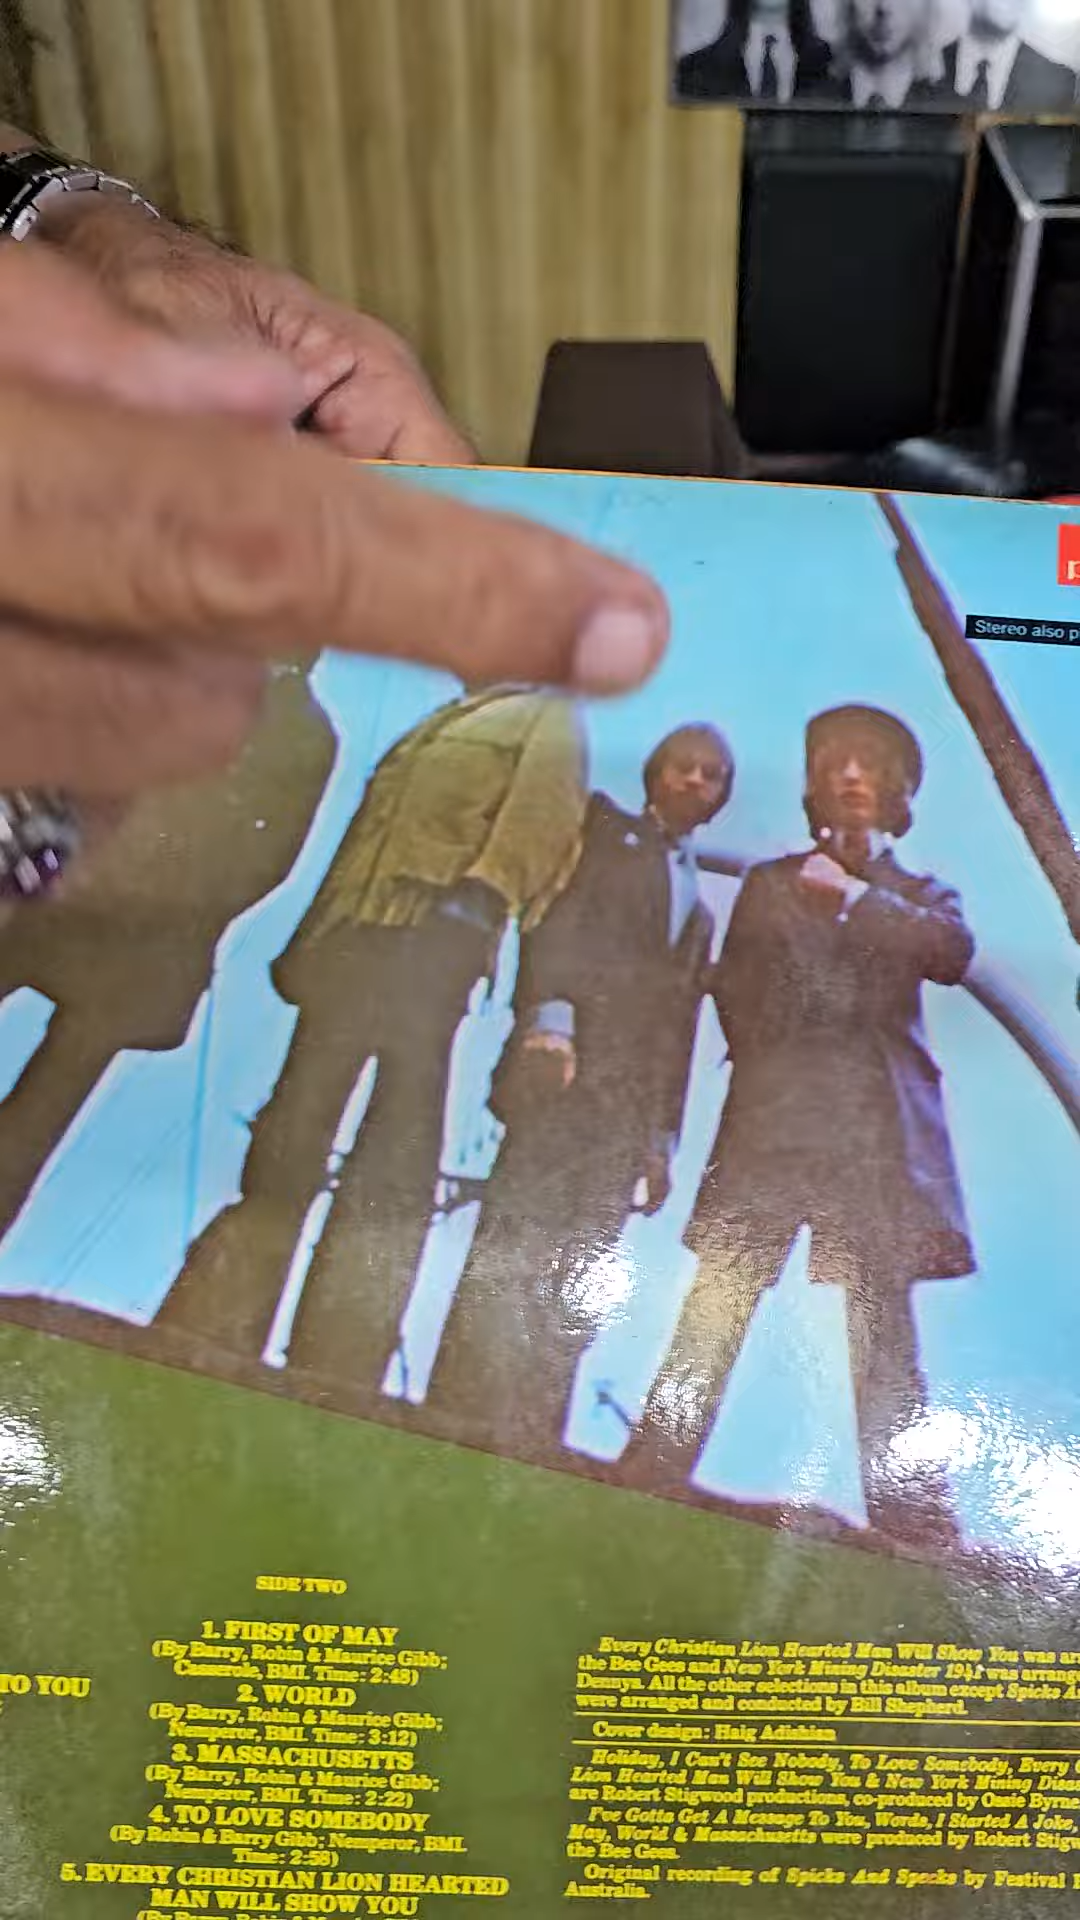 p
Stereo also p
SIDE TWO
1. FIRST OF MAY
(By Barry, Robin & Maurice Gibb;
Casserole, BMI. Time: 2:48)
2. WORLD
(By Barry, Robin & Maurice Gibb;
Nemperor, BMI. Time: 3:12)
3. MASSACHUSETTS
(By Barry, Robin & Maurice Gibb;
Nemperor, BMI. Time: 2:22)
4. TO LOVE SOMEBODY
(By Robin & Barry Gibb; Nemperor, BMI.
Time: 2:58)
5. EVERY CHRISTIAN LION HEARTED
MAN WILL SHOW YOU
TO YOU
Every Christian Lion Hearted Man Will Show You was ar
the Bee Gees and New York Mining Disaster 1941 was arrang
Dennys. All the other selections in this album except Spicks A
were arranged and conducted by Bill Shepherd.
Cover design: Haig Adishian
Holiday, I Can't See Nobody, To Love Somebody, Every C
Lion Hearted Man Will Show You & New York Mining Disas
are Robert Stigwood productions, co-produced by Ossie Byrne
I've Gotta Get A Message To You, Words, I Started A Joke,
May, World & Massachusetts were produced by Robert Stigw
the Bee Gees.
Original recording of Spicks And Specks by Festival
Australia.